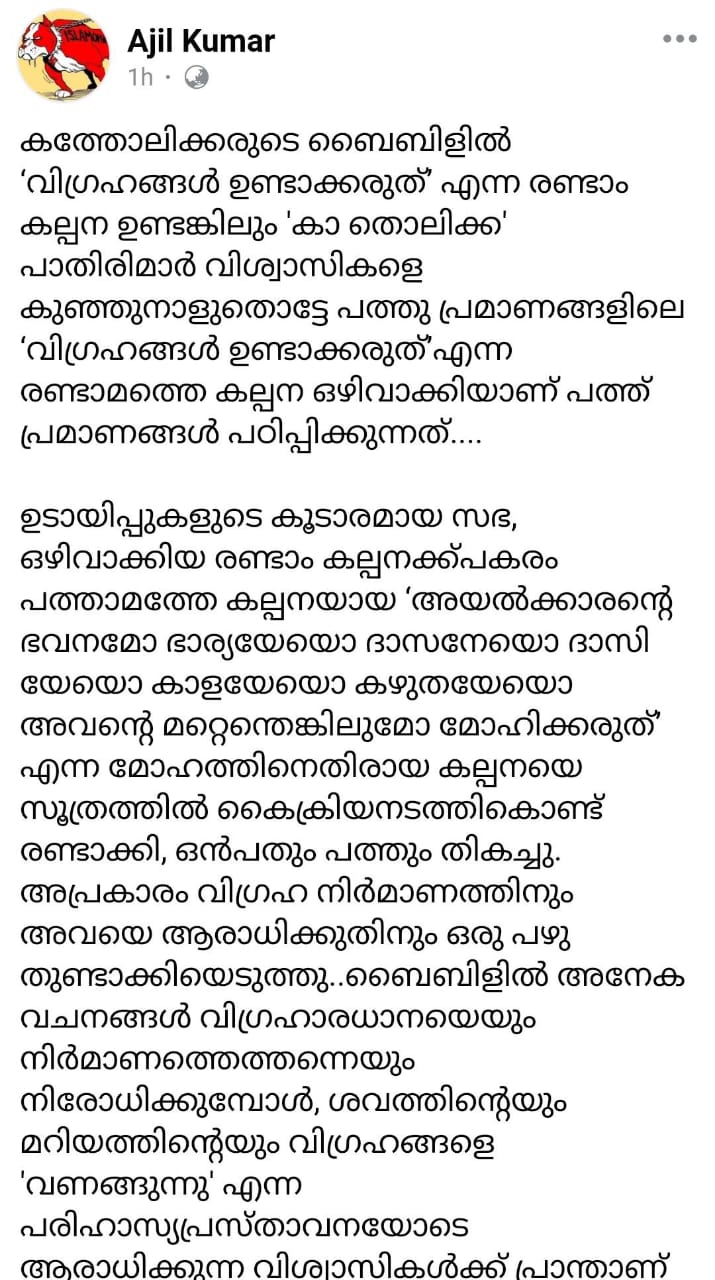 Ajil Kumar
1h ·
കത്തോലിക്കരുടെ ബൈബിളിൽ
‘വിഗ്രഹങ്ങൾ ഉണ്ടാക്കരുത്’ എന്ന രണ്ടാം
കല്പന ഉണ്ടങ്കിലും 'കാ തൊലിക്ക'
പാതിരിമാർ വിശ്വാസികളെ
കുഞ്ഞുനാളുതൊട്ടേ പത്തു പ്രമാണങ്ങളിലെ
‘വിഗ്രഹങ്ങൾ ഉണ്ടാക്കരുത്’എന്ന
രണ്ടാമത്തെ കല്പന ഒഴിവാക്കിയാണ് പത്ത്
പ്രമാണങ്ങൾ പഠിപ്പിക്കുന്നത്....
ഉടായിപ്പുകളുടെ കൂടാരമായ സഭ,
ഒഴിവാക്കിയ രണ്ടാം കല്പനക്ക്പകരം
പത്താമത്തേ കല്പനയായ ‘അയൽക്കാരന്റെ
ഭവനമോ ഭാര്യയേയൊ ദാസനേയൊ ദാസി
യേയൊ കാളയേയൊ കഴുതയേയൊ
അവന്റെ മറ്റെന്തെങ്കിലുമോ മോഹിക്കരുത്’
എന്ന മോഹത്തിനെതിരായ കല്പനയെ
സൂത്രത്തിൽ കൈക്രിയനടത്തികൊണ്ട്
രണ്ടാക്കി, ഒൻപതും പത്തും തികച്ചു.
അപ്രകാരം വിഗ്രഹ നിർമാണത്തിനും
അവയെ ആരാധിക്കുതിനും ഒരു പഴു
തുണ്ടാക്കിയെടുത്തു..ബൈബിളിൽ അനേക
വചനങ്ങൾ വിഗ്രഹാരധാനയെയും
നിർമാണത്തെത്തന്നെയും
നിരോധിക്കുമ്പോൾ, ശവത്തിന്റെയും
മറിയത്തിന്റെയും വിഗ്രഹങ്ങളെ
'വണങ്ങുന്നു' എന്ന
പരിഹാസ്യപ്രസ്താവനയോടെ
ആരാധിക്കുന്ന വിശ്വാസികൾക്ക് പ്രാന്താണ്